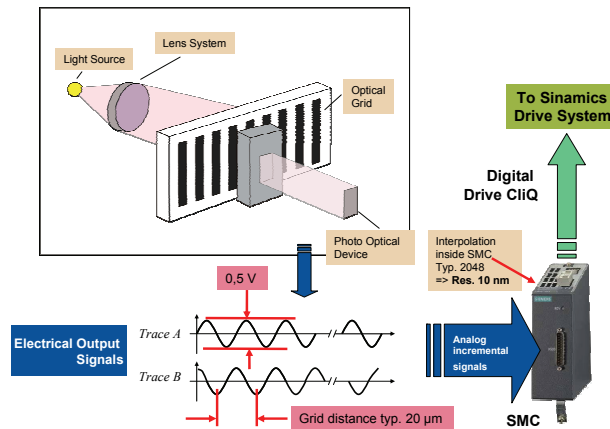 Lens System
Light Source
Optical
Grid
To Sinamics
Drive System
Digital
Drive CliQ
Photo Optical
Device
Interpolation
inside SMC
Typ. 2048
=> Res. 10 nm
0,5 V
Electrical Output
Signals
Trace A
Trace B
Analog
incremental
signals
Grid distance typ. 20 µm
SMC
SIEMENS